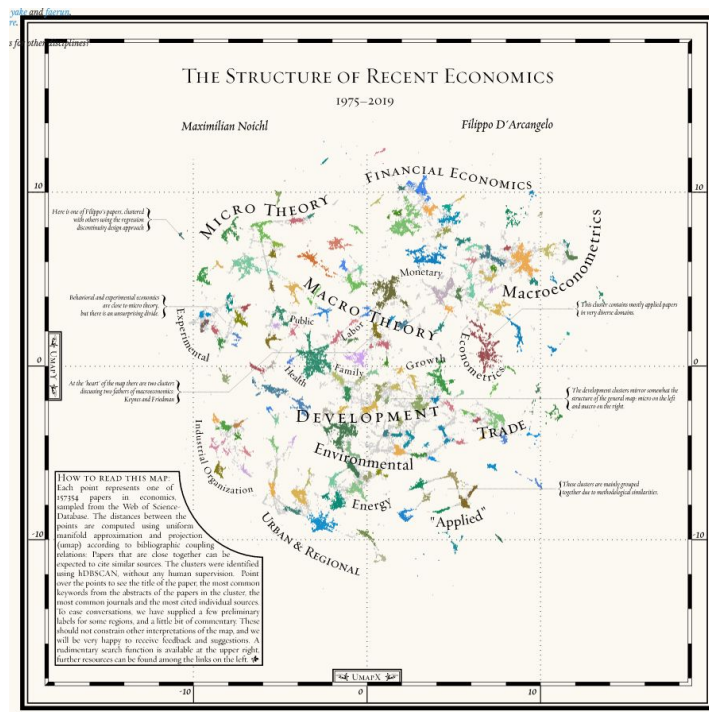 yake and faerun.
re.
s for other disciplines?
The Structure of Recent Economics
1975–2019
Maximilian Noichl
Filippo D'Arcangelo
Financial Economics
Micro Theory
10
10
Here is one of Filippo's papers, clustered
with others using the regression
discontinuity design approach
Monetary
Macroeconometrics
Macro Theory
Behavioral and experimental economics
are close to micro theory
but there is an unsurprising divide.
This cluster contains mostly applied papers
in very diverse domains.
Experimental
Public
Labor
Econometrics
UmapY
0
0
Growth
Family
Health
At the 'heart' of the map there are two clusters
discussing two fathers of macroeconomics:
Keynes and Friedman
The development clusters mirror somewhat the
structure of the general map: micro on the left
and macro on the right.
Development
Trade
Industrial Organization
Environmental
These clusters are mainly grouped
together due to methodological similarities.
Energy
"Applied"
Urban & Regional
-10
-10
How to read this map:
Each point represents one of
157354 papers in economics,
sampled from the Web of Science-
Database. The distances between the
points are computed using uniform
manifold approximation and projection
(umap) according to bibliographic coupling
relations: Papers that are close together can be
expected to cite similar sources. The clusters were identified
using hDBSCAN, without any human supervision. Point
over the points to see the title of the paper, the most common
keywords from the abstracts of the papers in the cluster, the
most common journals and the most cited individual sources.
To ease conversations, we have supplied a few preliminary
labels for some regions, and a little bit of commentary. These
should not constrain other interpretations of the map, and we
will be very happy to receive feedback and suggestions. A
rudimentary search function is available at the upper right,
further resources can be found among the links on the left.
UmapX
-10
0
10